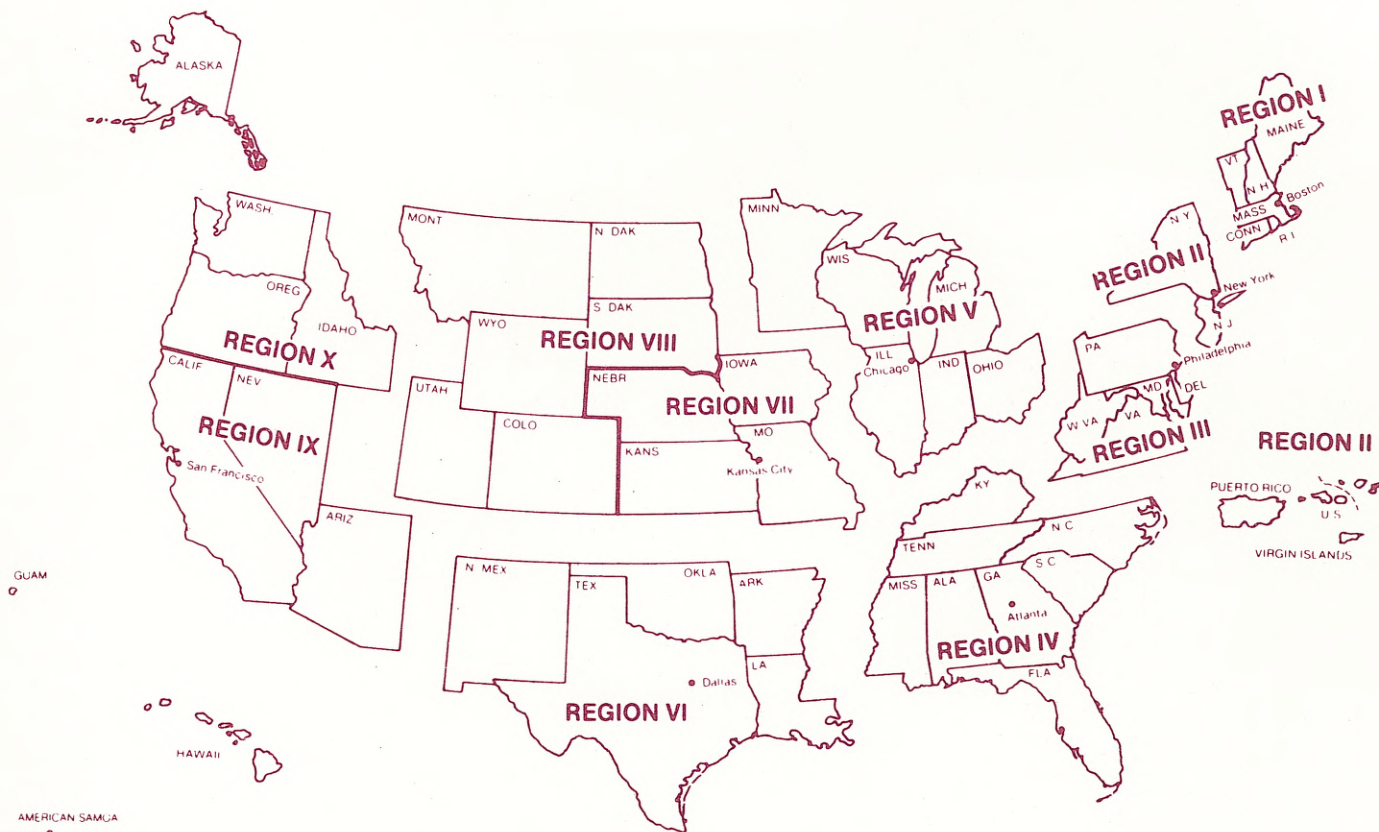 ALASKA
REGION I
MAINE
VT
N H
Boston
MASS
CONN
R I
WASH.
MONT
N DAK
MINN
N Y
WIS
REGION II
OREG
MICH
New York
S DAK
IDAHO
WYO
REGION V
N J
REGION X
REGION VIII
PA
CALIF
ILL
IOWA
IND
OHIO
Chicago
Philadelphia
NEV
UTAH
NEBR
MD
DEL
REGION VII
W VA
VA
COLO
REGION IX
MO
REGION III
REGION II
KANS
San Francisco
Kansas City
KY
PUERTO RICO
ARIZ
U S
N C
TENN
VIRGIN ISLANDS
S C
GUAM
N MEX
OKLA
TEX
ARK
MISS
ALA
GA
Atlanta
REGION IV
LA
FLA
Dallas
REGION VI
HAWAII
AMERICAN SAMOA